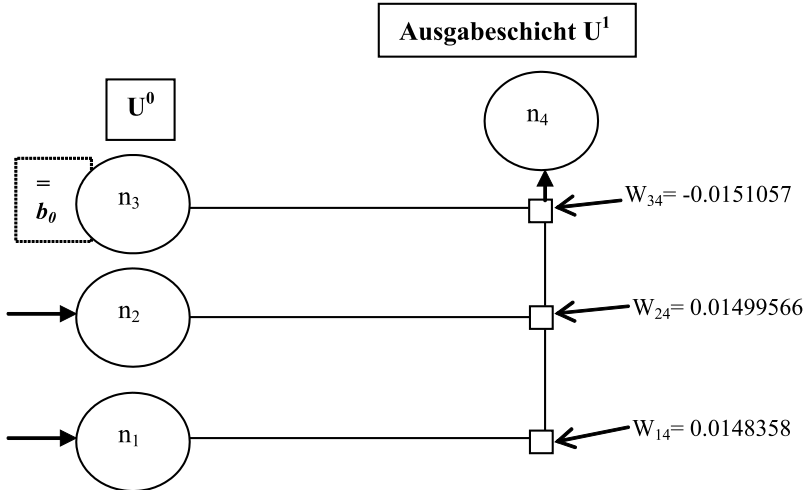 Ausgabeschicht U¹
U⁰
n₄
=
b₀
n₃
W₃₄= -0.0151057
n₂
W₂₄= 0.01499566
n₁
W₁₄= 0.0148358